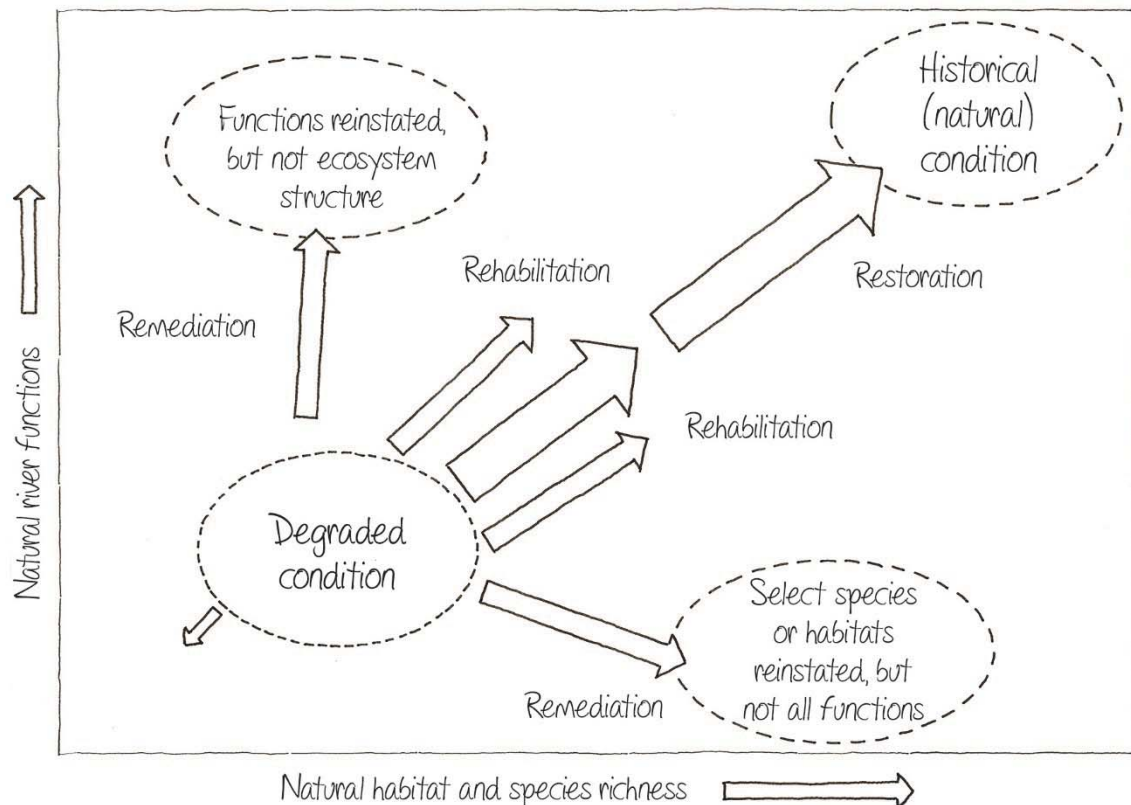 Historical
(natural)
condition
Functions reinstated,
but not ecosystem
structure
Rehabilitation
Restoration
Remediation
Rehabilitation
Natural river functions
Degraded
condition
Select species
or habitats
reinstated, but
not all functions
Remediation
Natural habitat and species richness